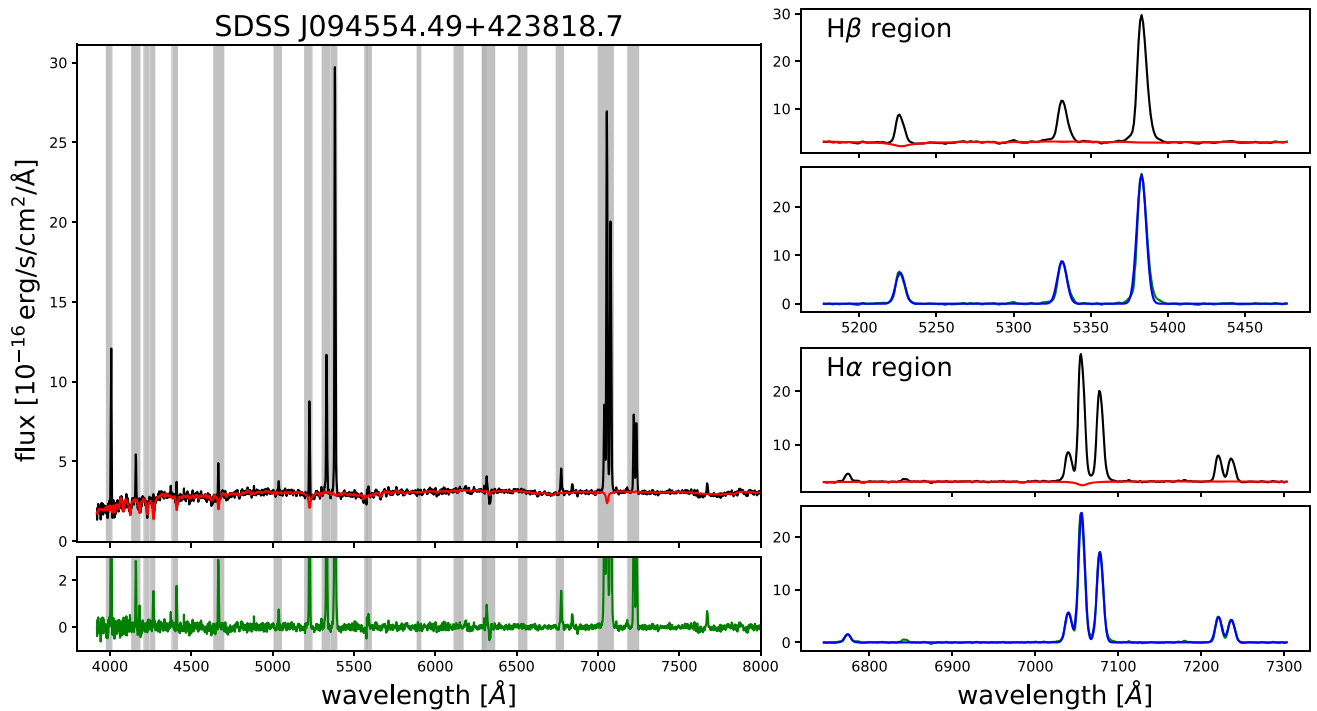 SDSS J094554.49+423818.7
flux [10⁻¹⁶ erg/s/cm²/Å]
30
25
20
15
10
5
0
2
0
4000 4500 5000 5500 6000 6500 7000 7500 8000
wavelength [Å]
Hβ region
30
20
10
20
10
0
5200 5250 5300 5350 5400 5450
Hα region
20
10
20
10
0
6800 6900 7000 7100 7200 7300
wavelength [Å]